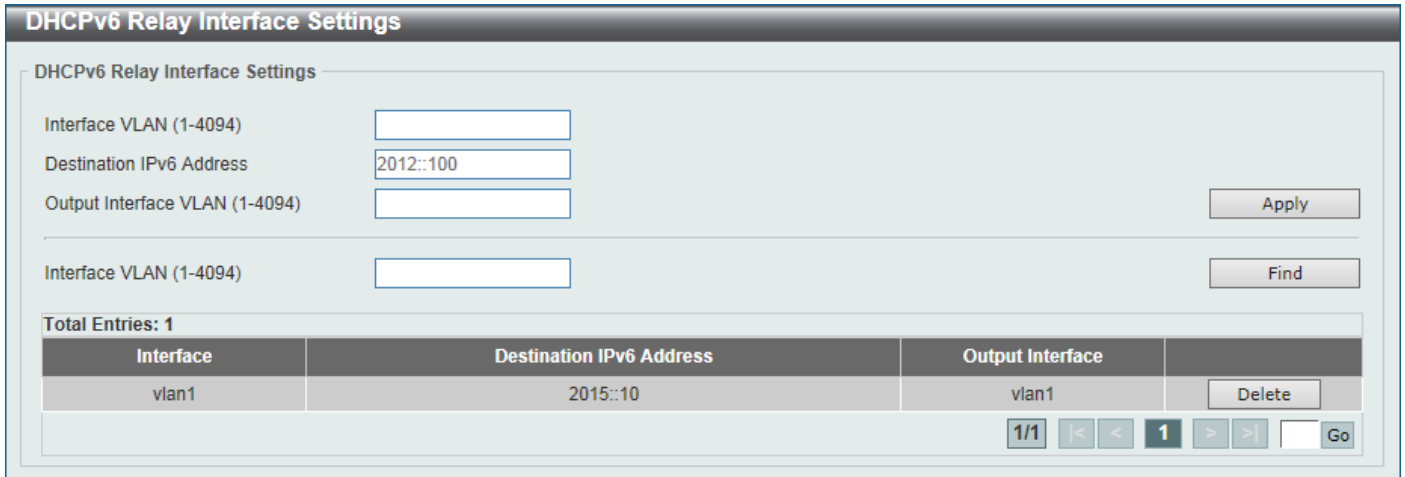 DHCPv6 Relay Interface Settings
DHCPv6 Relay Interface Settings
Interface VLAN (1-4094)
Destination IPv6 Address 2012::100
Output Interface VLAN (1-4094) Apply
Interface VLAN (1-4094) Find
Total Entries: 1
Interface Destination IPv6 Address Output Interface
vlan1 2015::10 vlan1 Delete
1/1 |< < 1 > >| Go